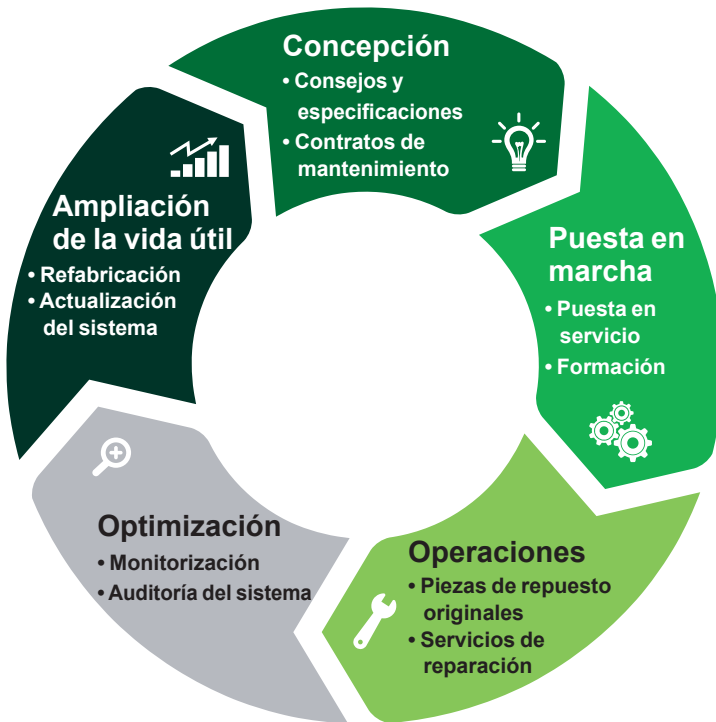 Concepción
• Consejos y
especificaciones
• Contratos de
mantenimiento
Puesta en
marcha
• Puesta en
servicio
• Formación
Operaciones
• Piezas de repuesto
originales
• Servicios de
reparación
Optimización
• Monitorización
• Auditoría del sistema
Ampliación
de la vida útil
• Refabricación
• Actualización
del sistema